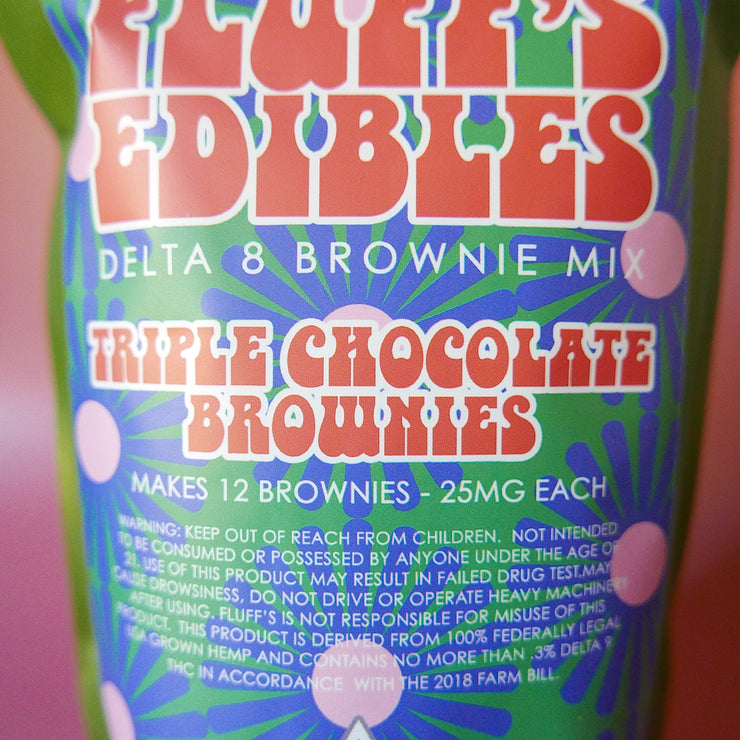 FLUFF'S
EDIBLES
DELTA 8 BROWNIE MIX
TRIPLE CHOCOLATE
BROWNIES
MAKES 12 BROWNIES - 25MG EACH
WARNING: KEEP OUT OF REACH FROM CHILDREN. NOT INTENDED
TO BE CONSUMED OR POSSESSED BY ANYONE UNDER THE AGE OF
21. USE OF THIS PRODUCT MAY RESULT IN FAILED DRUG TEST.MAY
CAUSE DROWSINESS, DO NOT DRIVE OR OPERATE HEAVY MACHINERY
AFTER USING. FLUFF'S IS NOT RESPONSIBLE FOR MISUSE OF THIS
PRODUCT. THIS PRODUCT IS DERIVED FROM 100% FEDERALLY LEGAL
USA GROWN HEMP AND CONTAINS NO MORE THAN .3% DELTA 9
THC IN ACCORDANCE WITH THE 2018 FARM BILL.